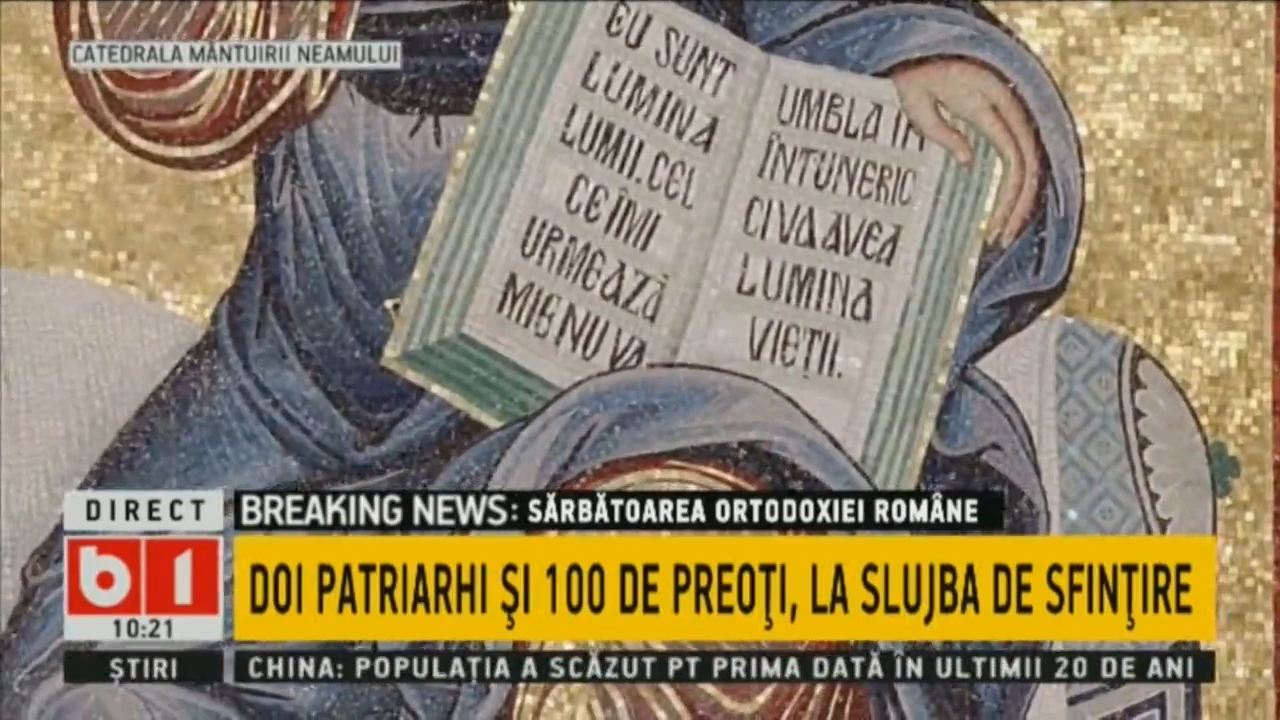 CATEDRALA MÂNTUIRII NEAMULUI
EU SUNT
LUMINA
LUMII. CEL
CE ÎMI
URMEAZĂ
MIE NU VA
UMBLA ÎN
ÎNTUNERIC
CI VA AVEA
LUMINA
VIEȚII.
DIRECT
BREAKING NEWS: SĂRBĂTOAREA ORTODOXIEI ROMÂNE
b1
DOI PATRIARHI ŞI 100 DE PREOŢI, LA SLUJBA DE SFINŢIRE
10:21
ŞTIRI
CHINA: POPULAŢIA A SCĂZUT PT PRIMA DATĂ ÎN ULTIMII 20 DE ANI